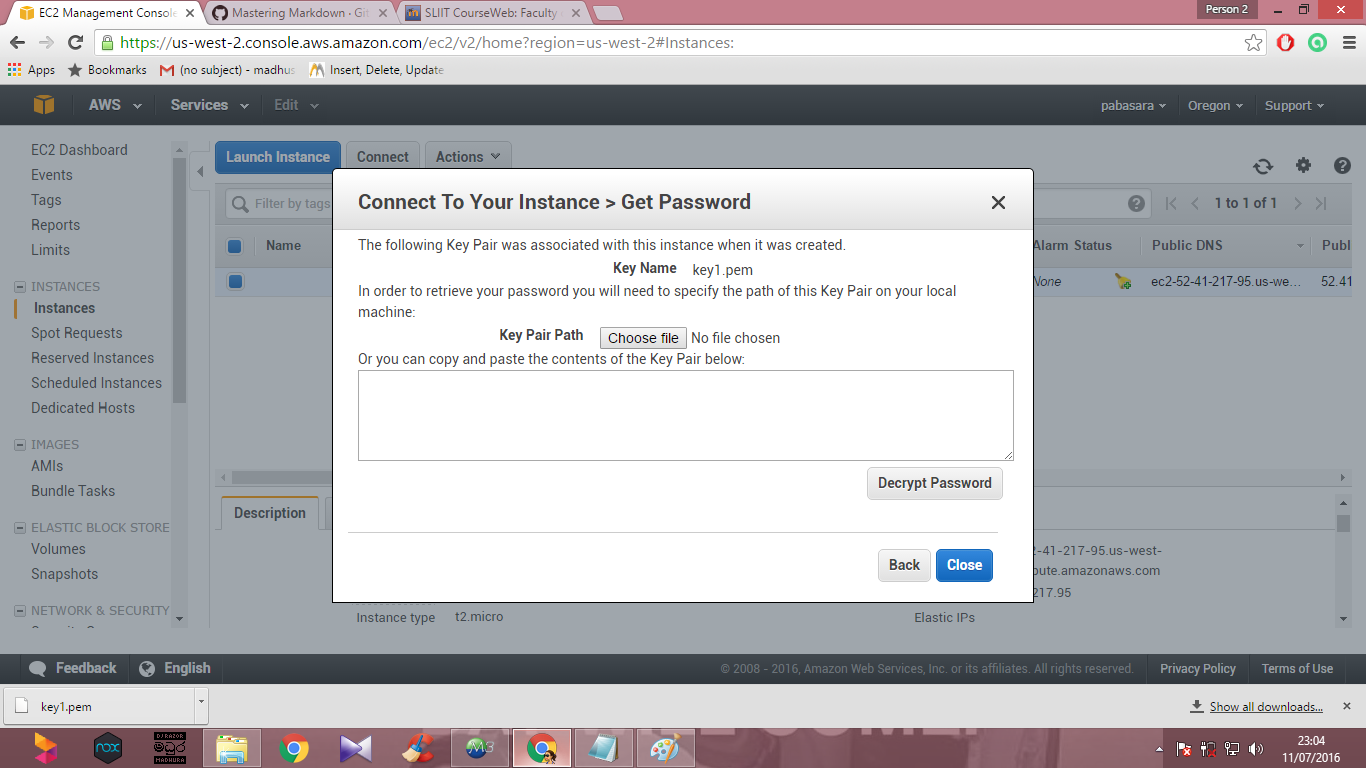 EC2 Management Console
Mastering Markdown · Git
SLIIT CourseWeb: Faculty
Person 2
https://us-west-2.console.aws.amazon.com/ec2/v2/home?region=us-west-2#Instances:
Apps
Bookmarks
(no subject) - madhus
Insert, Delete, Update
AWS
Services
Edit
pabasara
Oregon
Support
EC2 Dashboard
Events
Tags
Reports
Limits
INSTANCES
Instances
Spot Requests
Reserved Instances
Scheduled Instances
Dedicated Hosts
IMAGES
AMIs
Bundle Tasks
ELASTIC BLOCK STORE
Volumes
Snapshots
NETWORK & SECURITY
Launch Instance
Connect
Actions
Filter by tags
1 to 1 of 1
Name
Alarm Status
Public DNS
Publ
None
ec2-52-41-217-95.us-we...
52.41
Connect To Your Instance > Get Password
The following Key Pair was associated with this instance when it was created.
Key Name key1.pem
In order to retrieve your password you will need to specify the path of this Key Pair on your local
machine:
Key Pair Path Choose file No file chosen
Or you can copy and paste the contents of the Key Pair below:
Decrypt Password
Back
Close
Description
2-41-217-95.us-west-
pute.amazonaws.com
217.95
Instance type
t2.micro
Elastic IPs
Feedback
English
© 2008 - 2016, Amazon Web Services, Inc. or its affiliates. All rights reserved.
Privacy Policy
Terms of Use
key1.pem
Show all downloads...
DJ RAZOR
MADHURA
nox
M3
23:04
11/07/2016